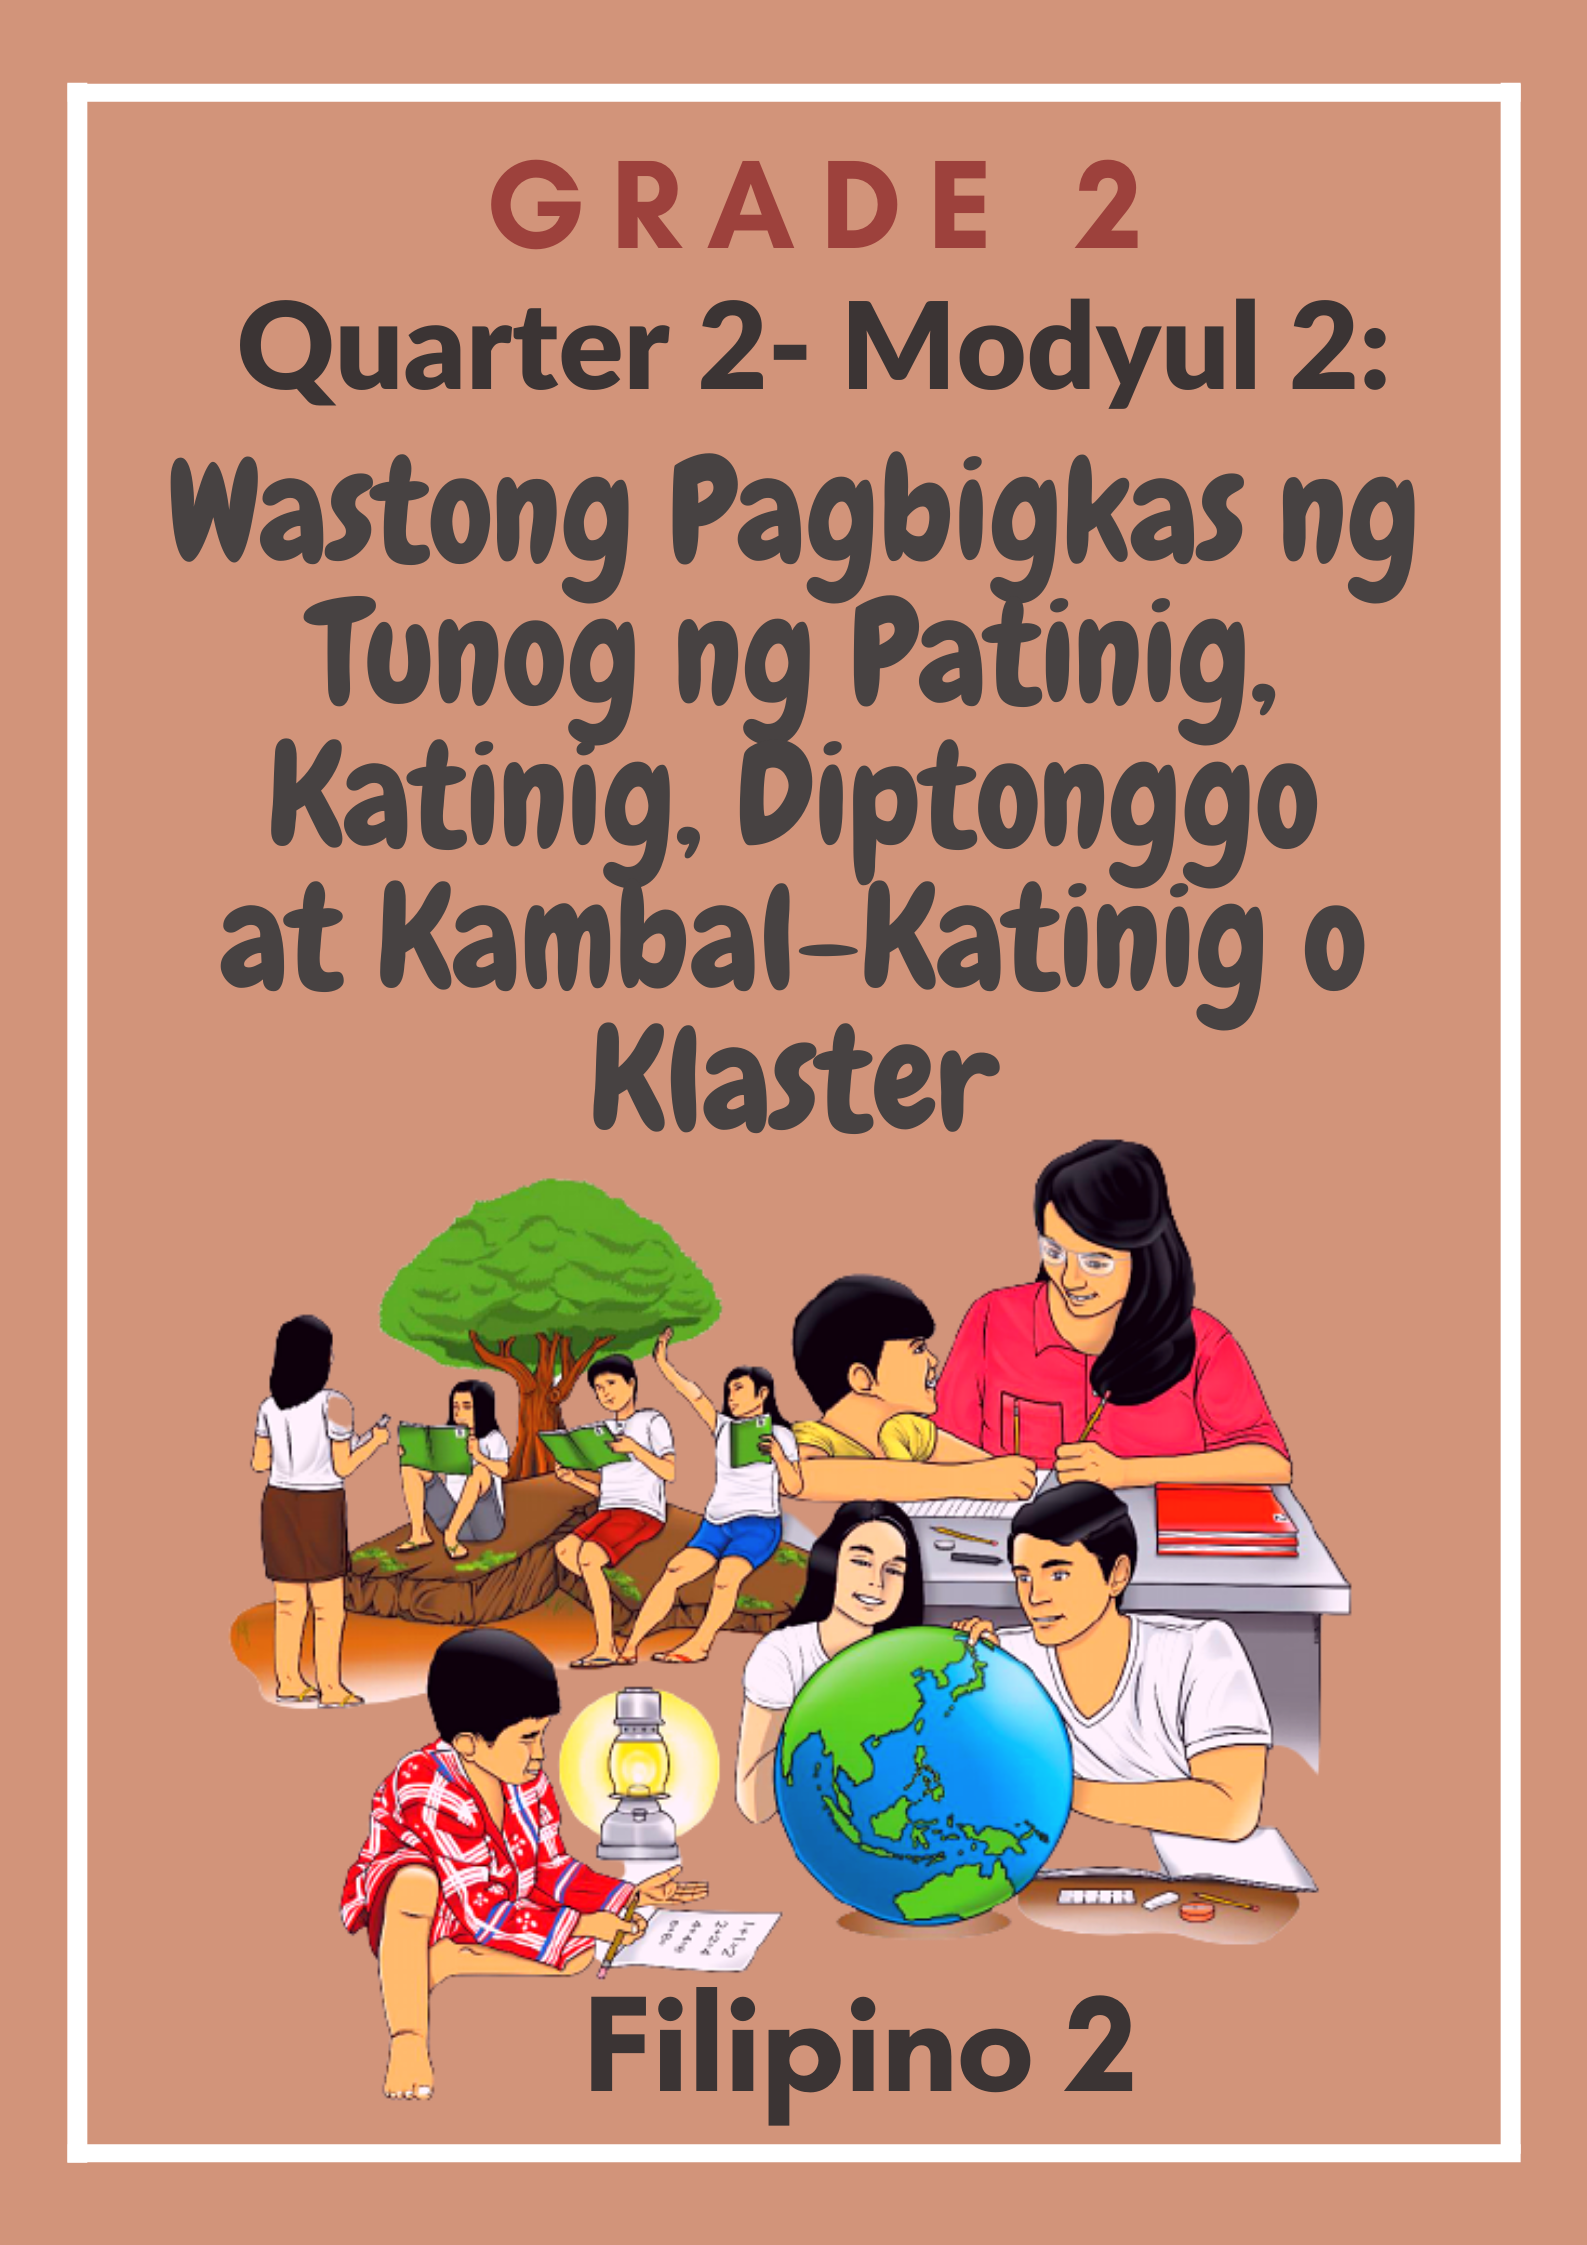 GRADE 2
Quarter 2- Modyul 2:
Wastong Pagbigkas ng
Tunog ng Patinig,
Katinig, Diptonggo
at Kambal-Katinig o
Klaster
Filipino 2